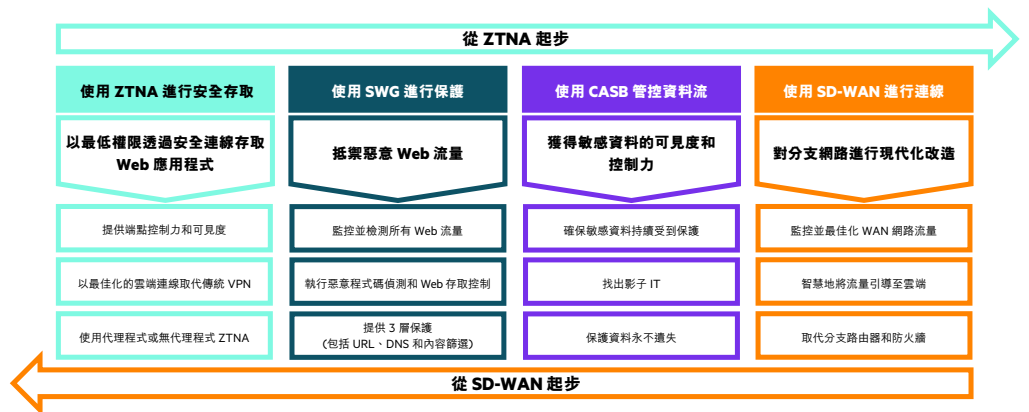 從 ZTNA 起步
使用 ZTNA 進行安全存取
使用 SWG 進行保護
使用 CASB 管控資料流
使用 SD-WAN 進行連線
以最低權限透過安全連線存取
Web 應用程式
抵禦惡意 Web 流量
獲得敏感資料的可見度和
控制力
對分支網路進行現代化改造
提供端點控制力和可見度
監控並檢測所有 Web 流量
確保敏感資料持續受到保護
監控並最佳化 WAN 網路流量
以最佳化的雲端連線取代傳統 VPN
執行惡意程式碼偵測和 Web 存取控制
找出影子 IT
智慧地將流量引導至雲端
使用代理程式或無代理程式 ZTNA
提供 3 層保護
(包括 URL、DNS 和內容篩選)
保護資料永不遺失
取代分支路由器和防火牆
從 SD-WAN 起步